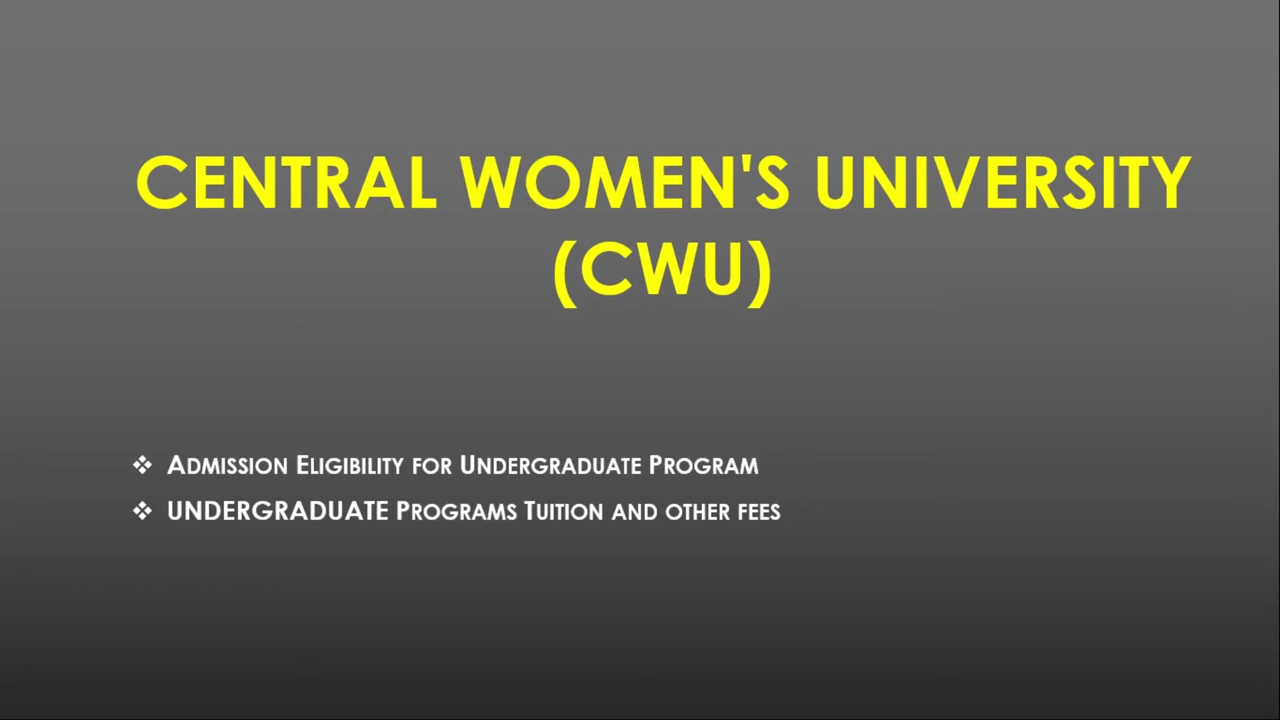 CENTRAL WOMEN'S UNIVERSITY
(CWU)
❖ Admission Eligibility for Undergraduate Program
❖ UNDERGRADUATE Programs Tuition and other fees